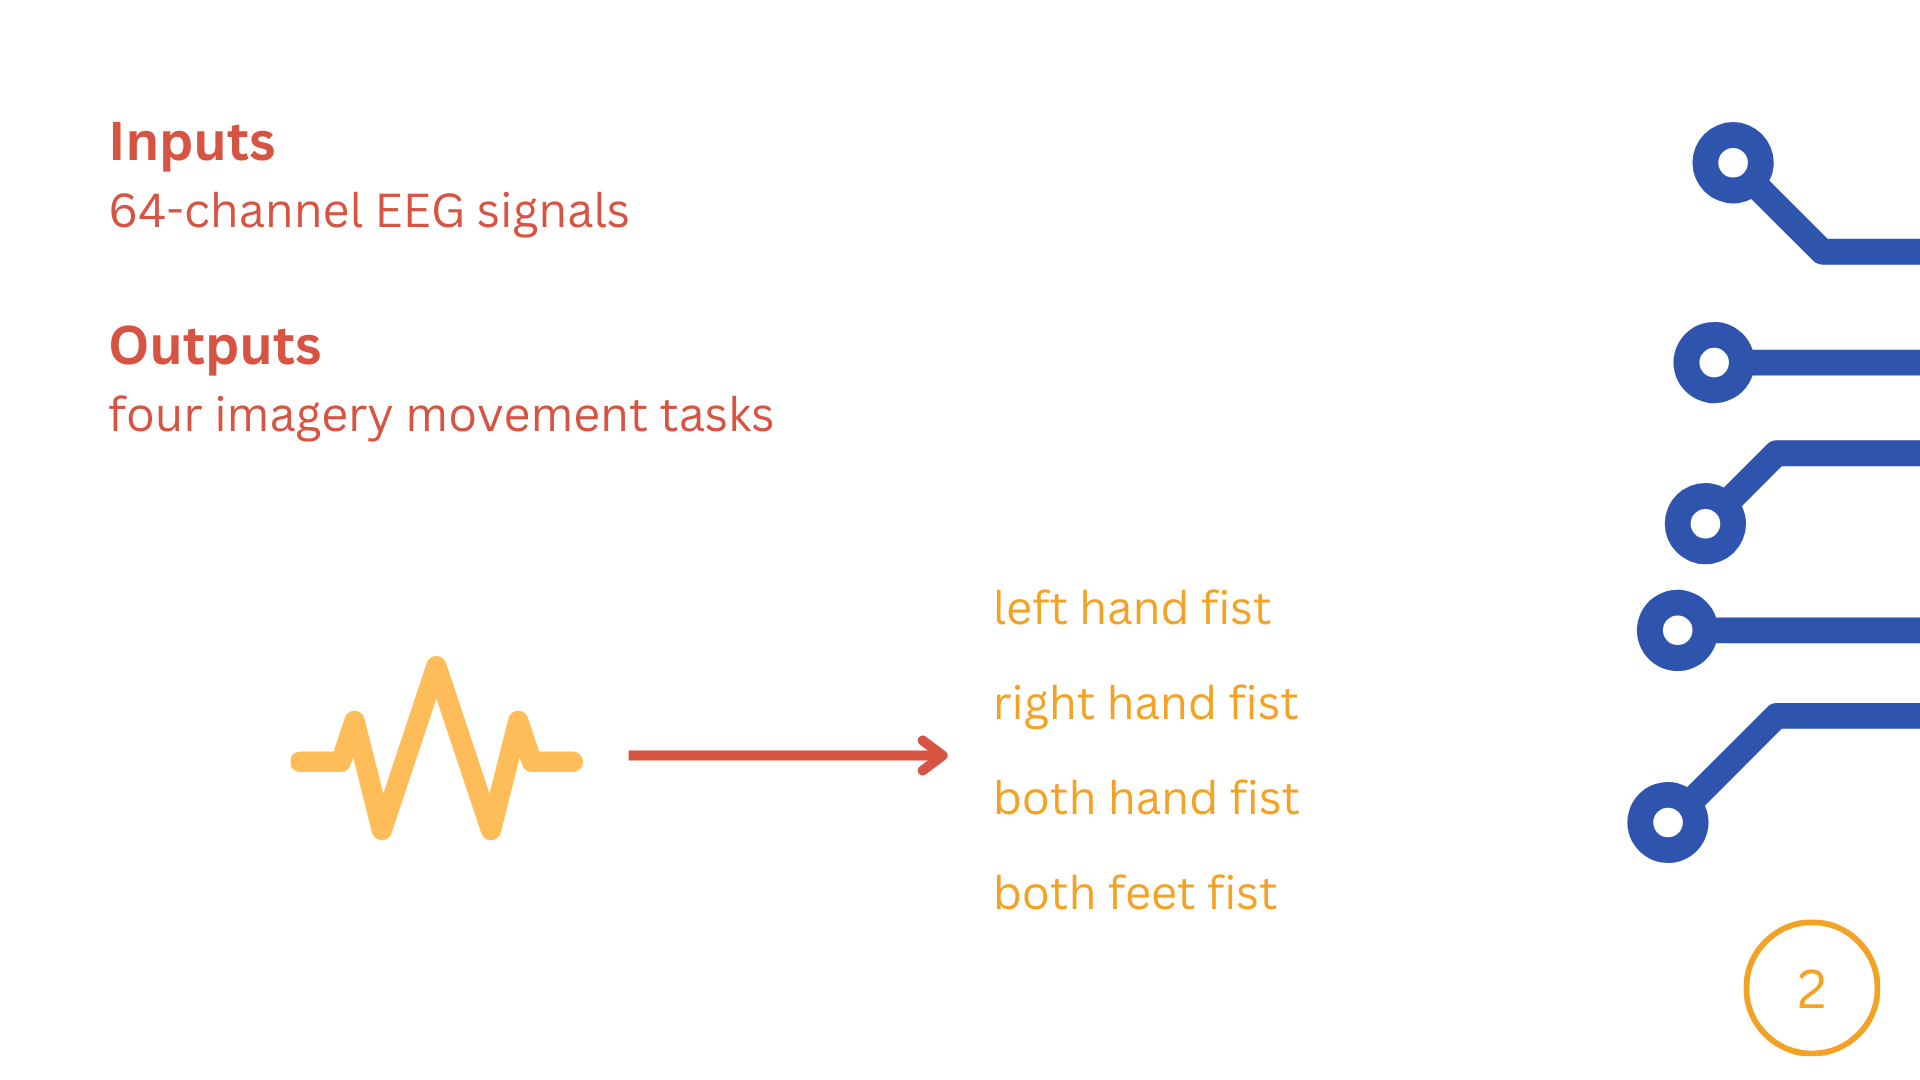 Inputs
64-channel EEG signals
Outputs
four imagery movement tasks
left hand fist
right hand fist
both hand fist
both feet fist
2